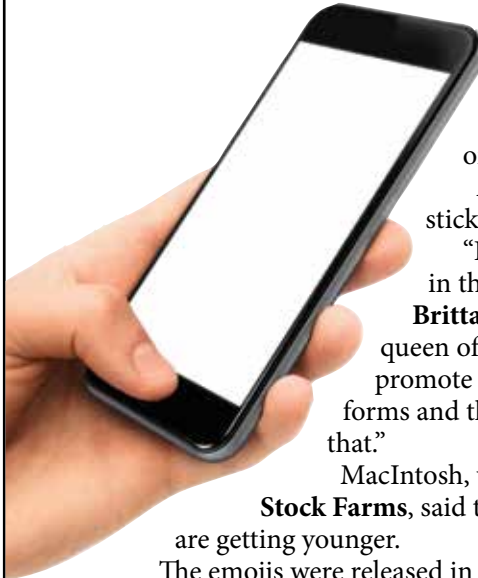 stick
in th
Britta
queen of
promote
forms and th
that."
MacIntosh,
Stock Farms, said t
are getting younger.
The emojis were released in